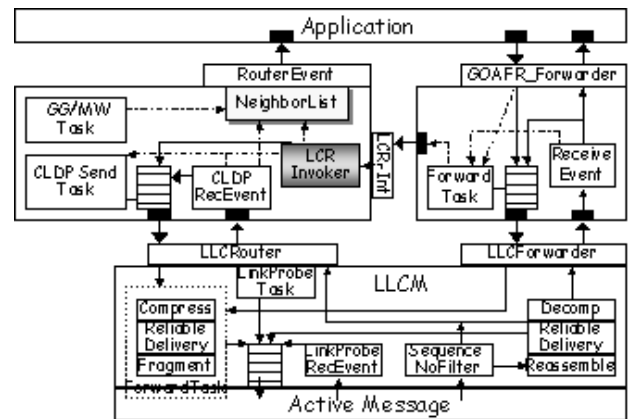 Application
RouterEvent
GOAFR_Forwarder
GG/MW
Task
NeighborList
CLDP Send
Task
CLDP
RecEvent
LCR
Invoker
LCR-Int
Forward
Task
Receive
Event
LLCRouter
LLCForwarder
LinkProbe
Task
LLCM
Compress
Reliable
Delivery
Fragment
ForwardTask
LinkProbe
RecEvent
Sequence
NoFilter
Decomp
Reliable
Delivery
Reassemble
Active Message